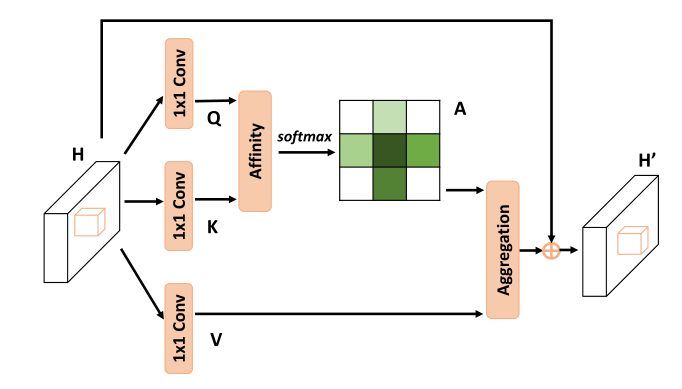 1x1 Conv
Q
Affinity
softmax
A
H
1x1 Conv
K
H’
Aggregation
1x1 Conv
V